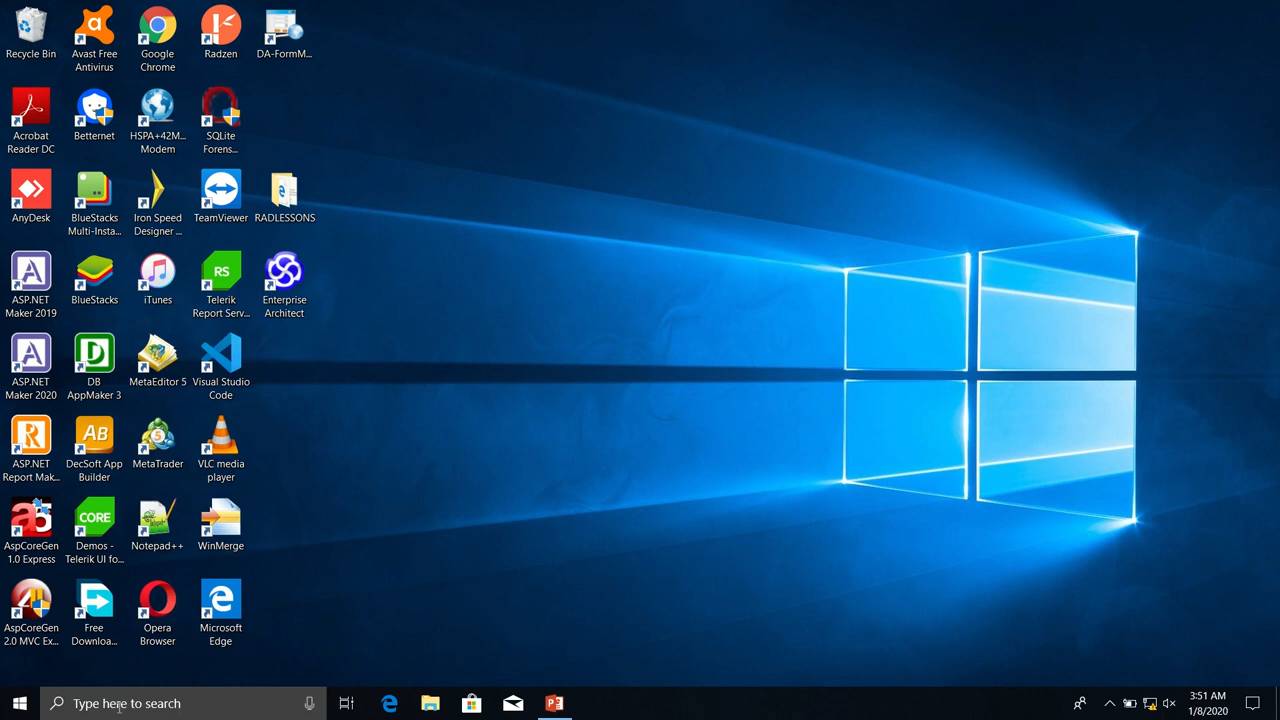 Recycle Bin
Avast Free
Antivirus
Google
Chrome
Radzen
DA-FormM...
Acrobat
Reader DC
Betternet
HSPA+42M...
Modem
SQLite
Forens...
AnyDesk
BlueStacks
Multi-Insta...
Iron Speed
Designer ...
TeamViewer
RADLESSONS
ASP.NET
Maker 2019
BlueStacks
iTunes
RS
Telerik
Report Serv...
Enterprise
Architect
ASP.NET
Maker 2020
DB
AppMaker 3
MetaEditor 5
Visual Studio
Code
ASP.NET
Report Mak...
AB
DecSoft App
Builder
MetaTrader
VLC media
player
AspCoreGen
1.0 Express
CORE
Demos -
Telerik UI fo...
Notepad++
WinMerge
AspCoreGen
2.0 MVC Ex...
Free
Downloa...
Opera
Browser
Microsoft
Edge
Type here to search
3:51 AM
1/8/2020